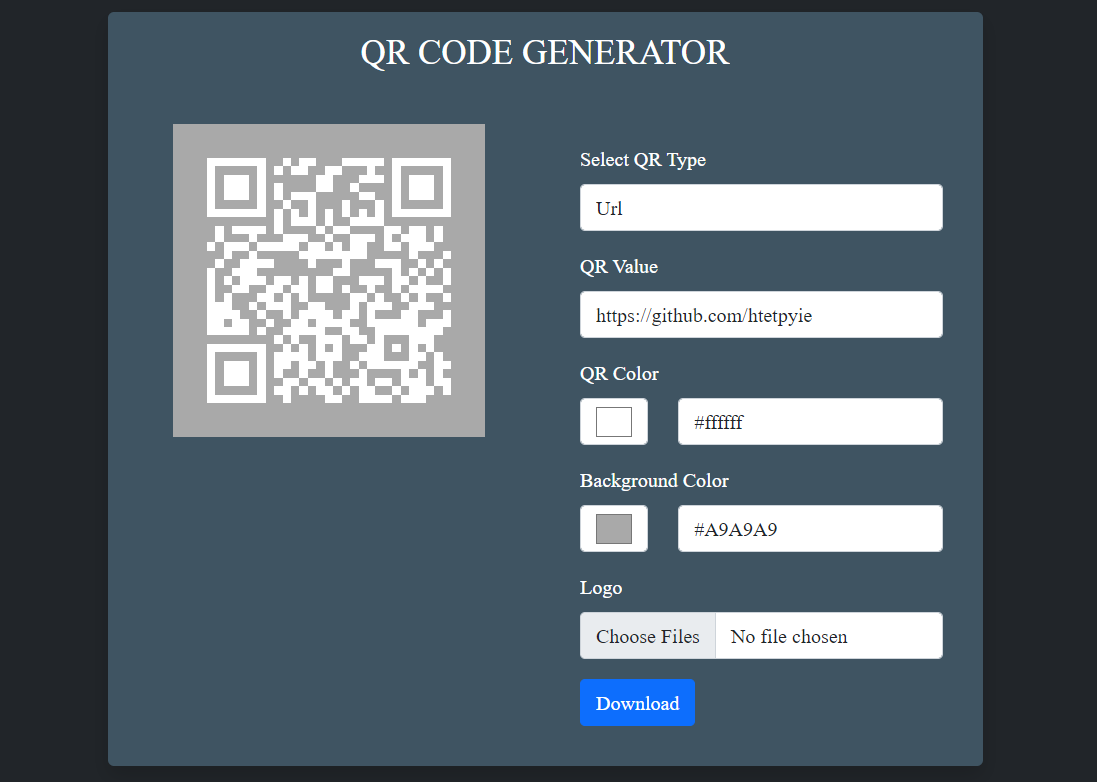 QR CODE GENERATOR
Select QR Type
Url
QR Value
https://github.com/htetpyie
QR Color
#ffffff
Background Color
#A9A9A9
Logo
Choose Files No file chosen
Download